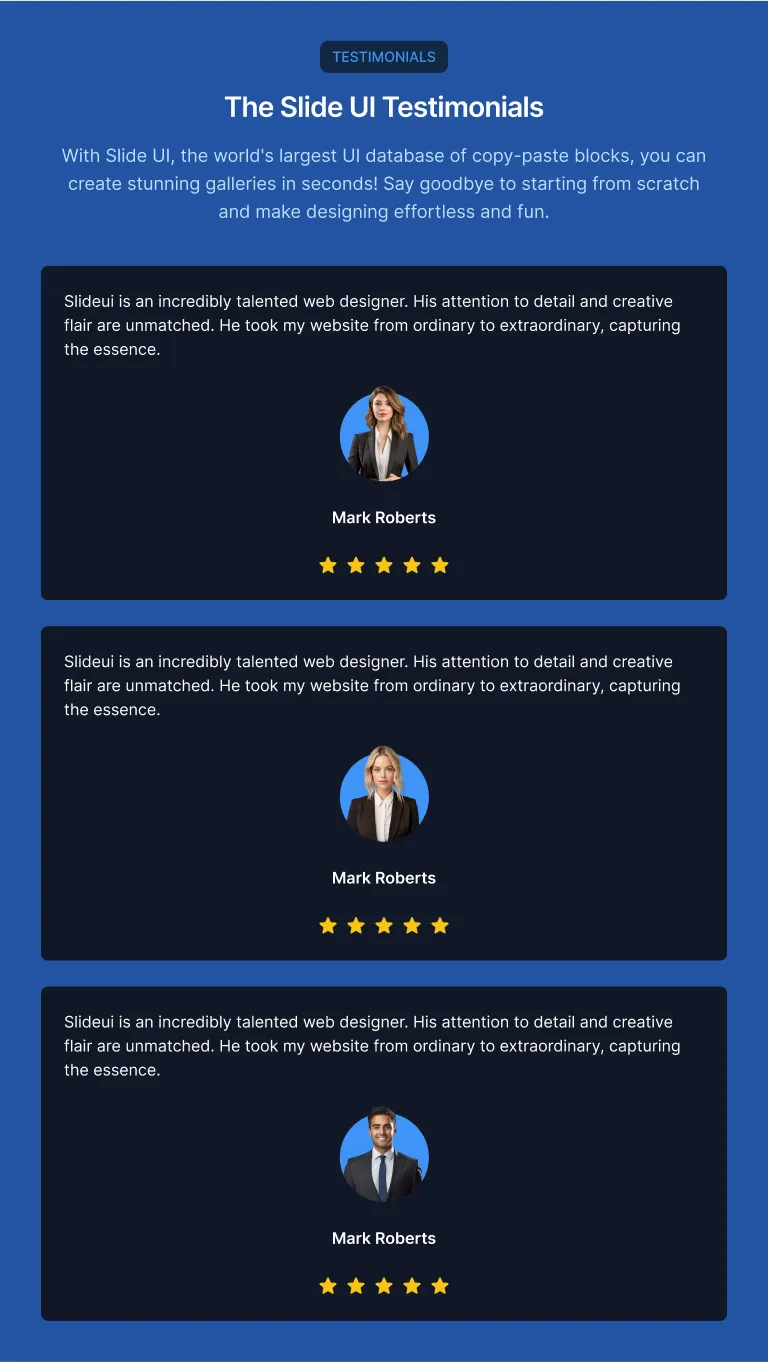 TESTIMONIALS
The Slide UI Testimonials
With Slide UI, the world's largest UI database of copy-paste blocks, you can
create stunning galleries in seconds! Say goodbye to starting from scratch
and make designing effortless and fun.
Slideui is an incredibly talented web designer. His attention to detail and creative
flair are unmatched. He took my website from ordinary to extraordinary, capturing
the essence.
Mark Roberts
Slideui is an incredibly talented web designer. His attention to detail and creative
flair are unmatched. He took my website from ordinary to extraordinary, capturing
the essence.
Mark Roberts
Slideui is an incredibly talented web designer. His attention to detail and creative
flair are unmatched. He took my website from ordinary to extraordinary, capturing
the essence.
Mark Roberts